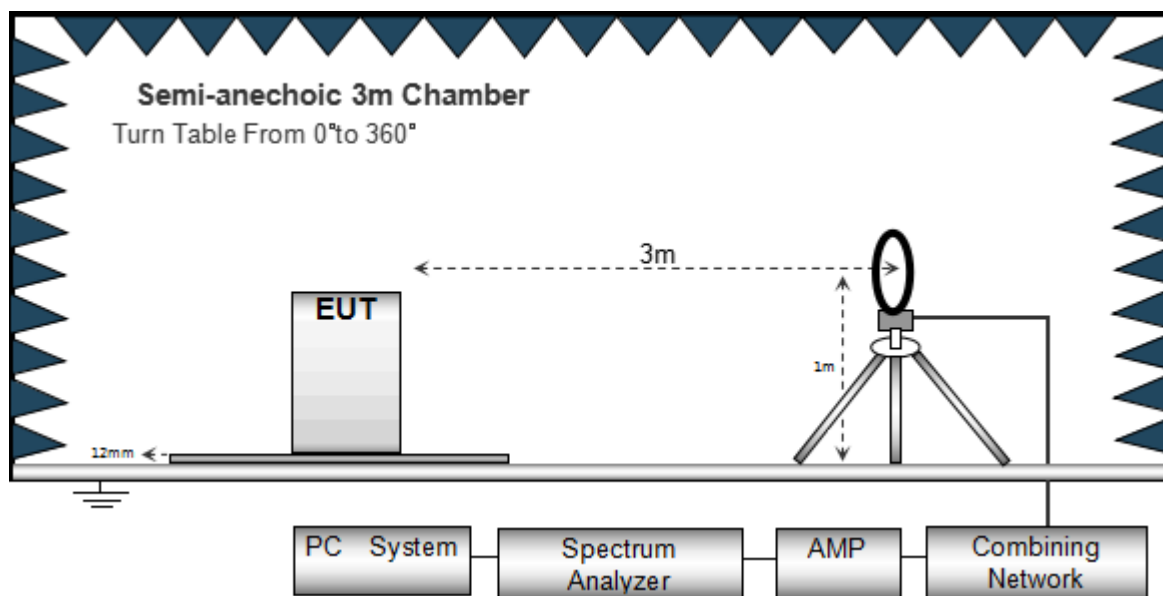 Semi-anechoic 3m Chamber
Turn Table From 0°to 360°
3m
EUT
1m
12mm
PC System
Spectrum
Analyzer
AMP
Combining
Network